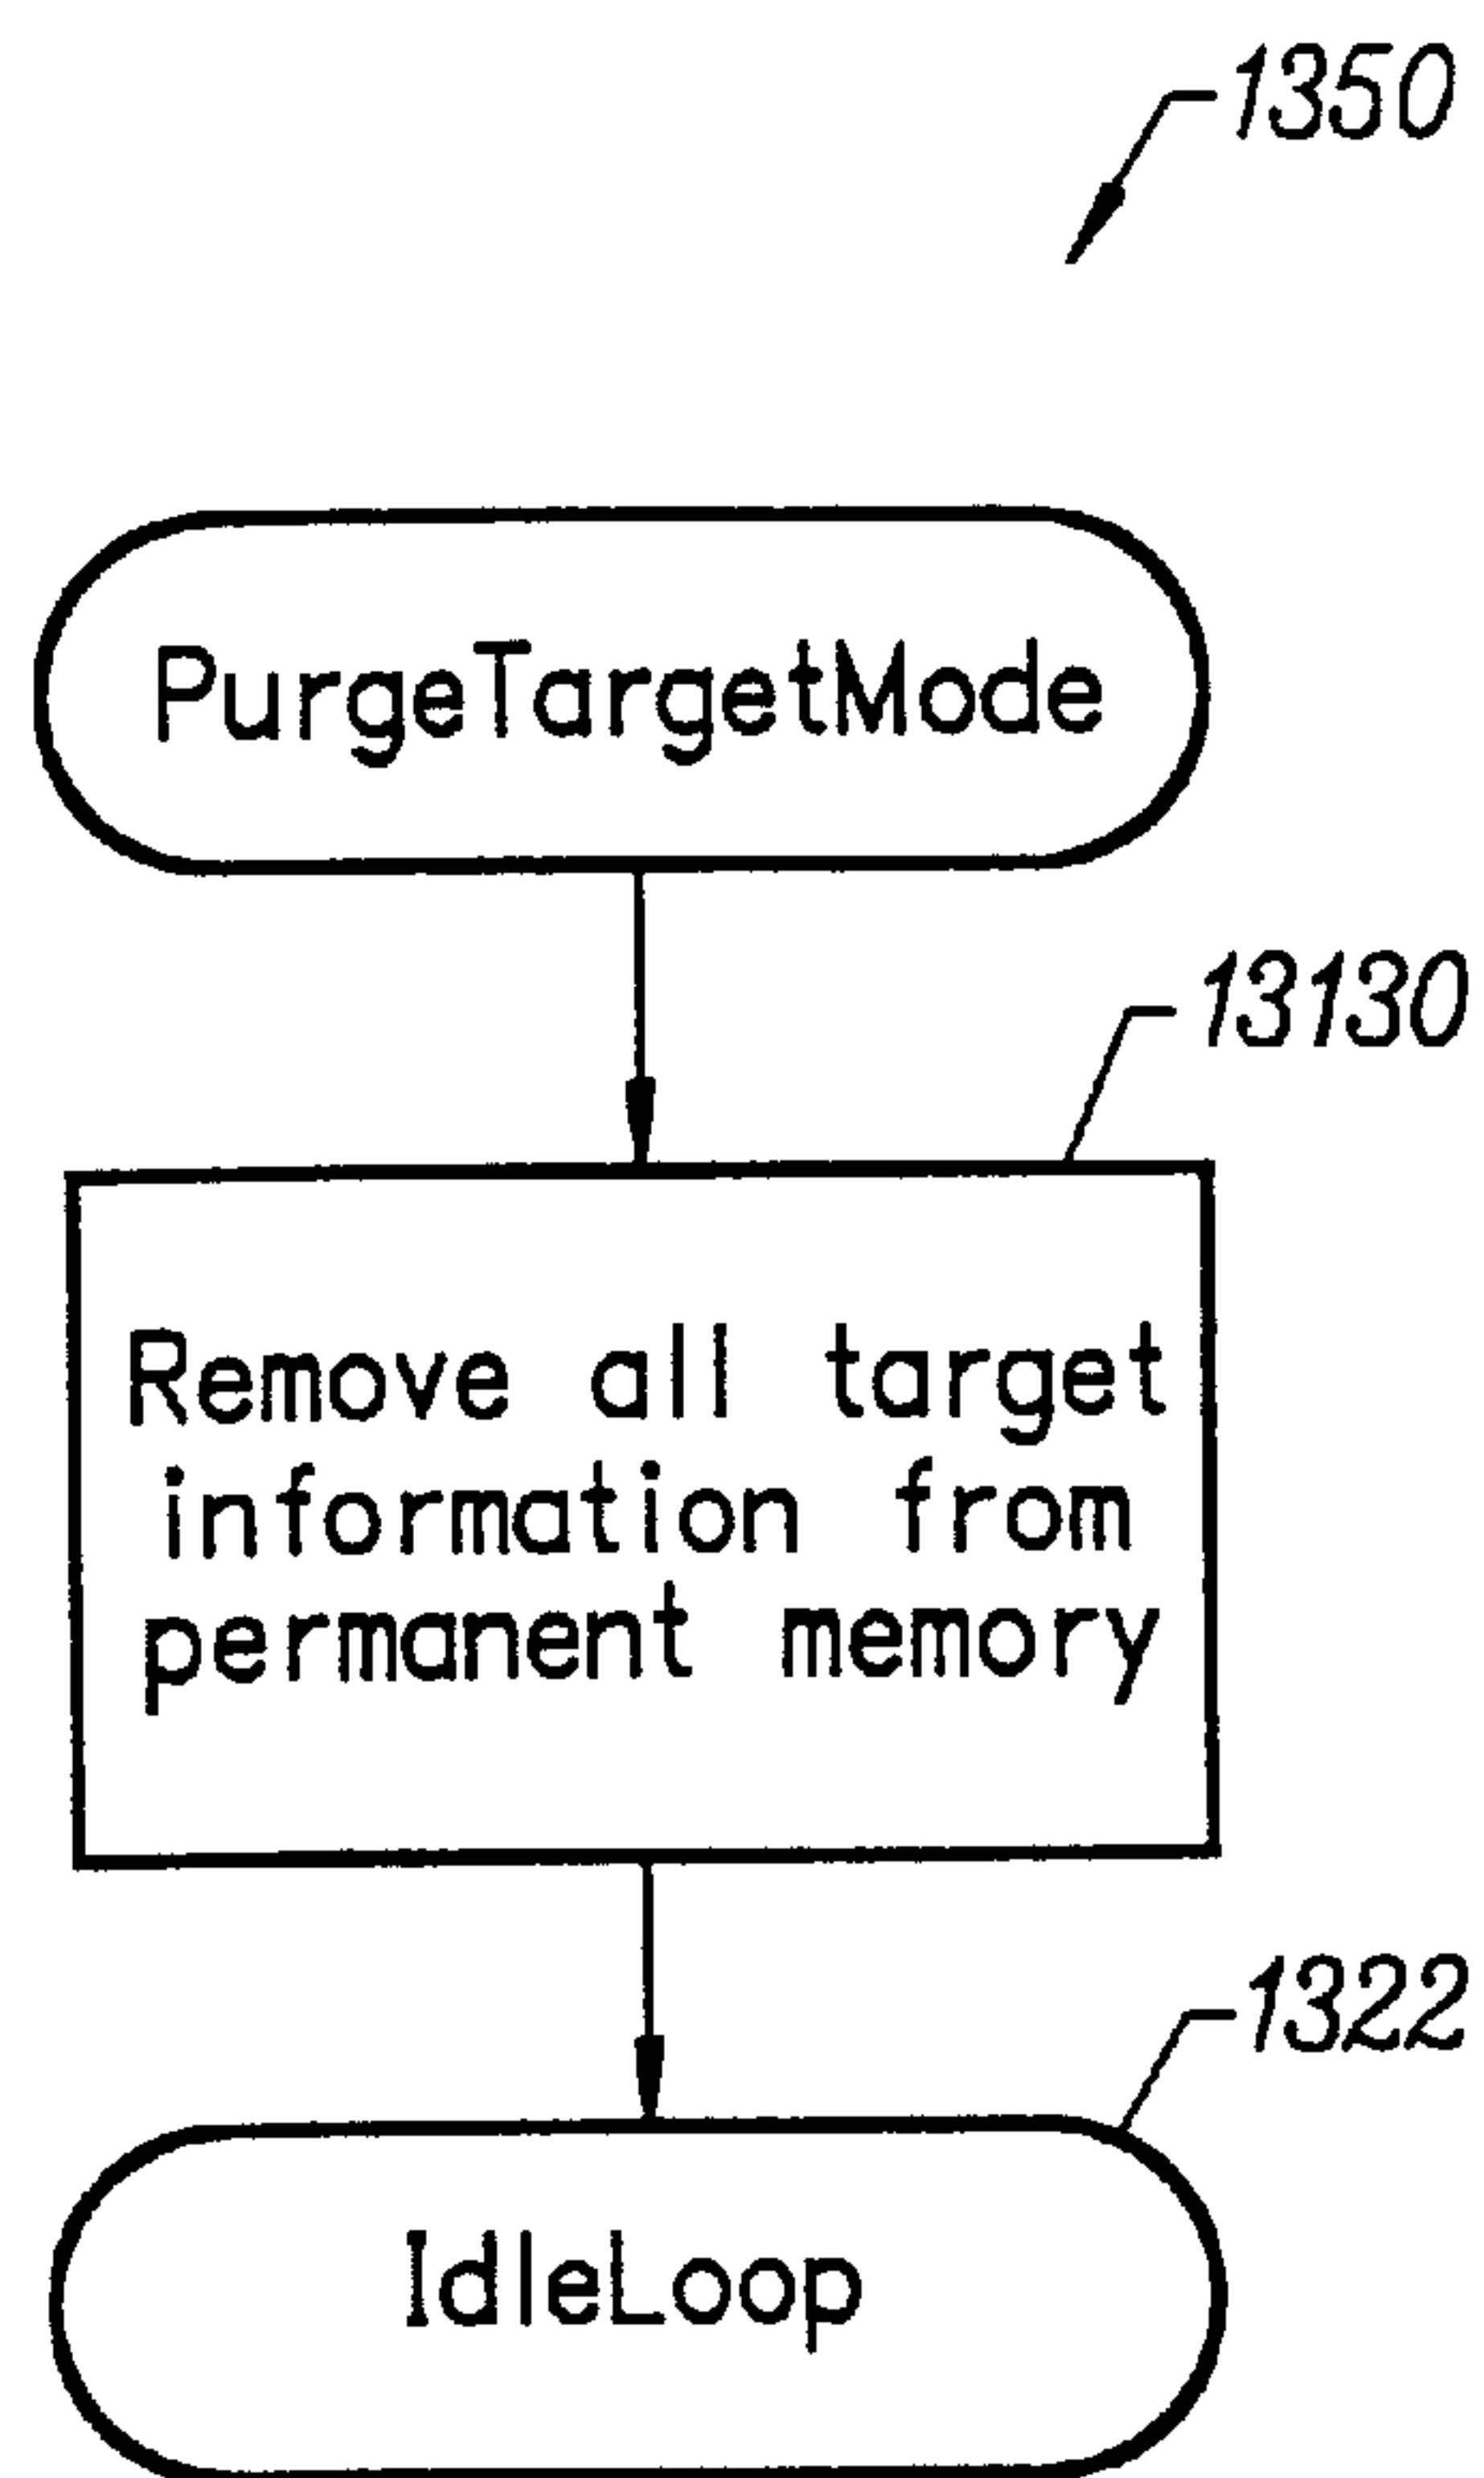 1350
PurgeTargetMode
13130
Remove all target
information from
permanent memory
1322
IdleLoop